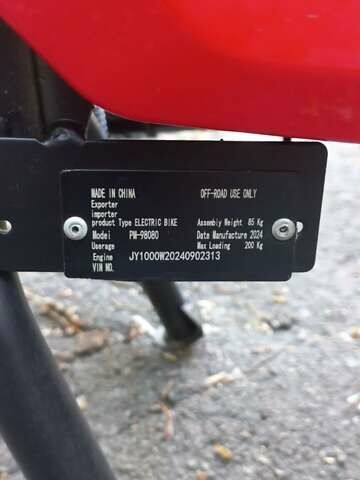 MADE IN CHINA OFF-ROAD USE ONLY
Exporter
importer
product Type ELECTRIC BIKE Assembly Weight 85 Kg
Model PM-98080 Date Manufacture 2024
Userage Max Loading 200 Kg
Engine JY1000W20240902313
VIN NO.